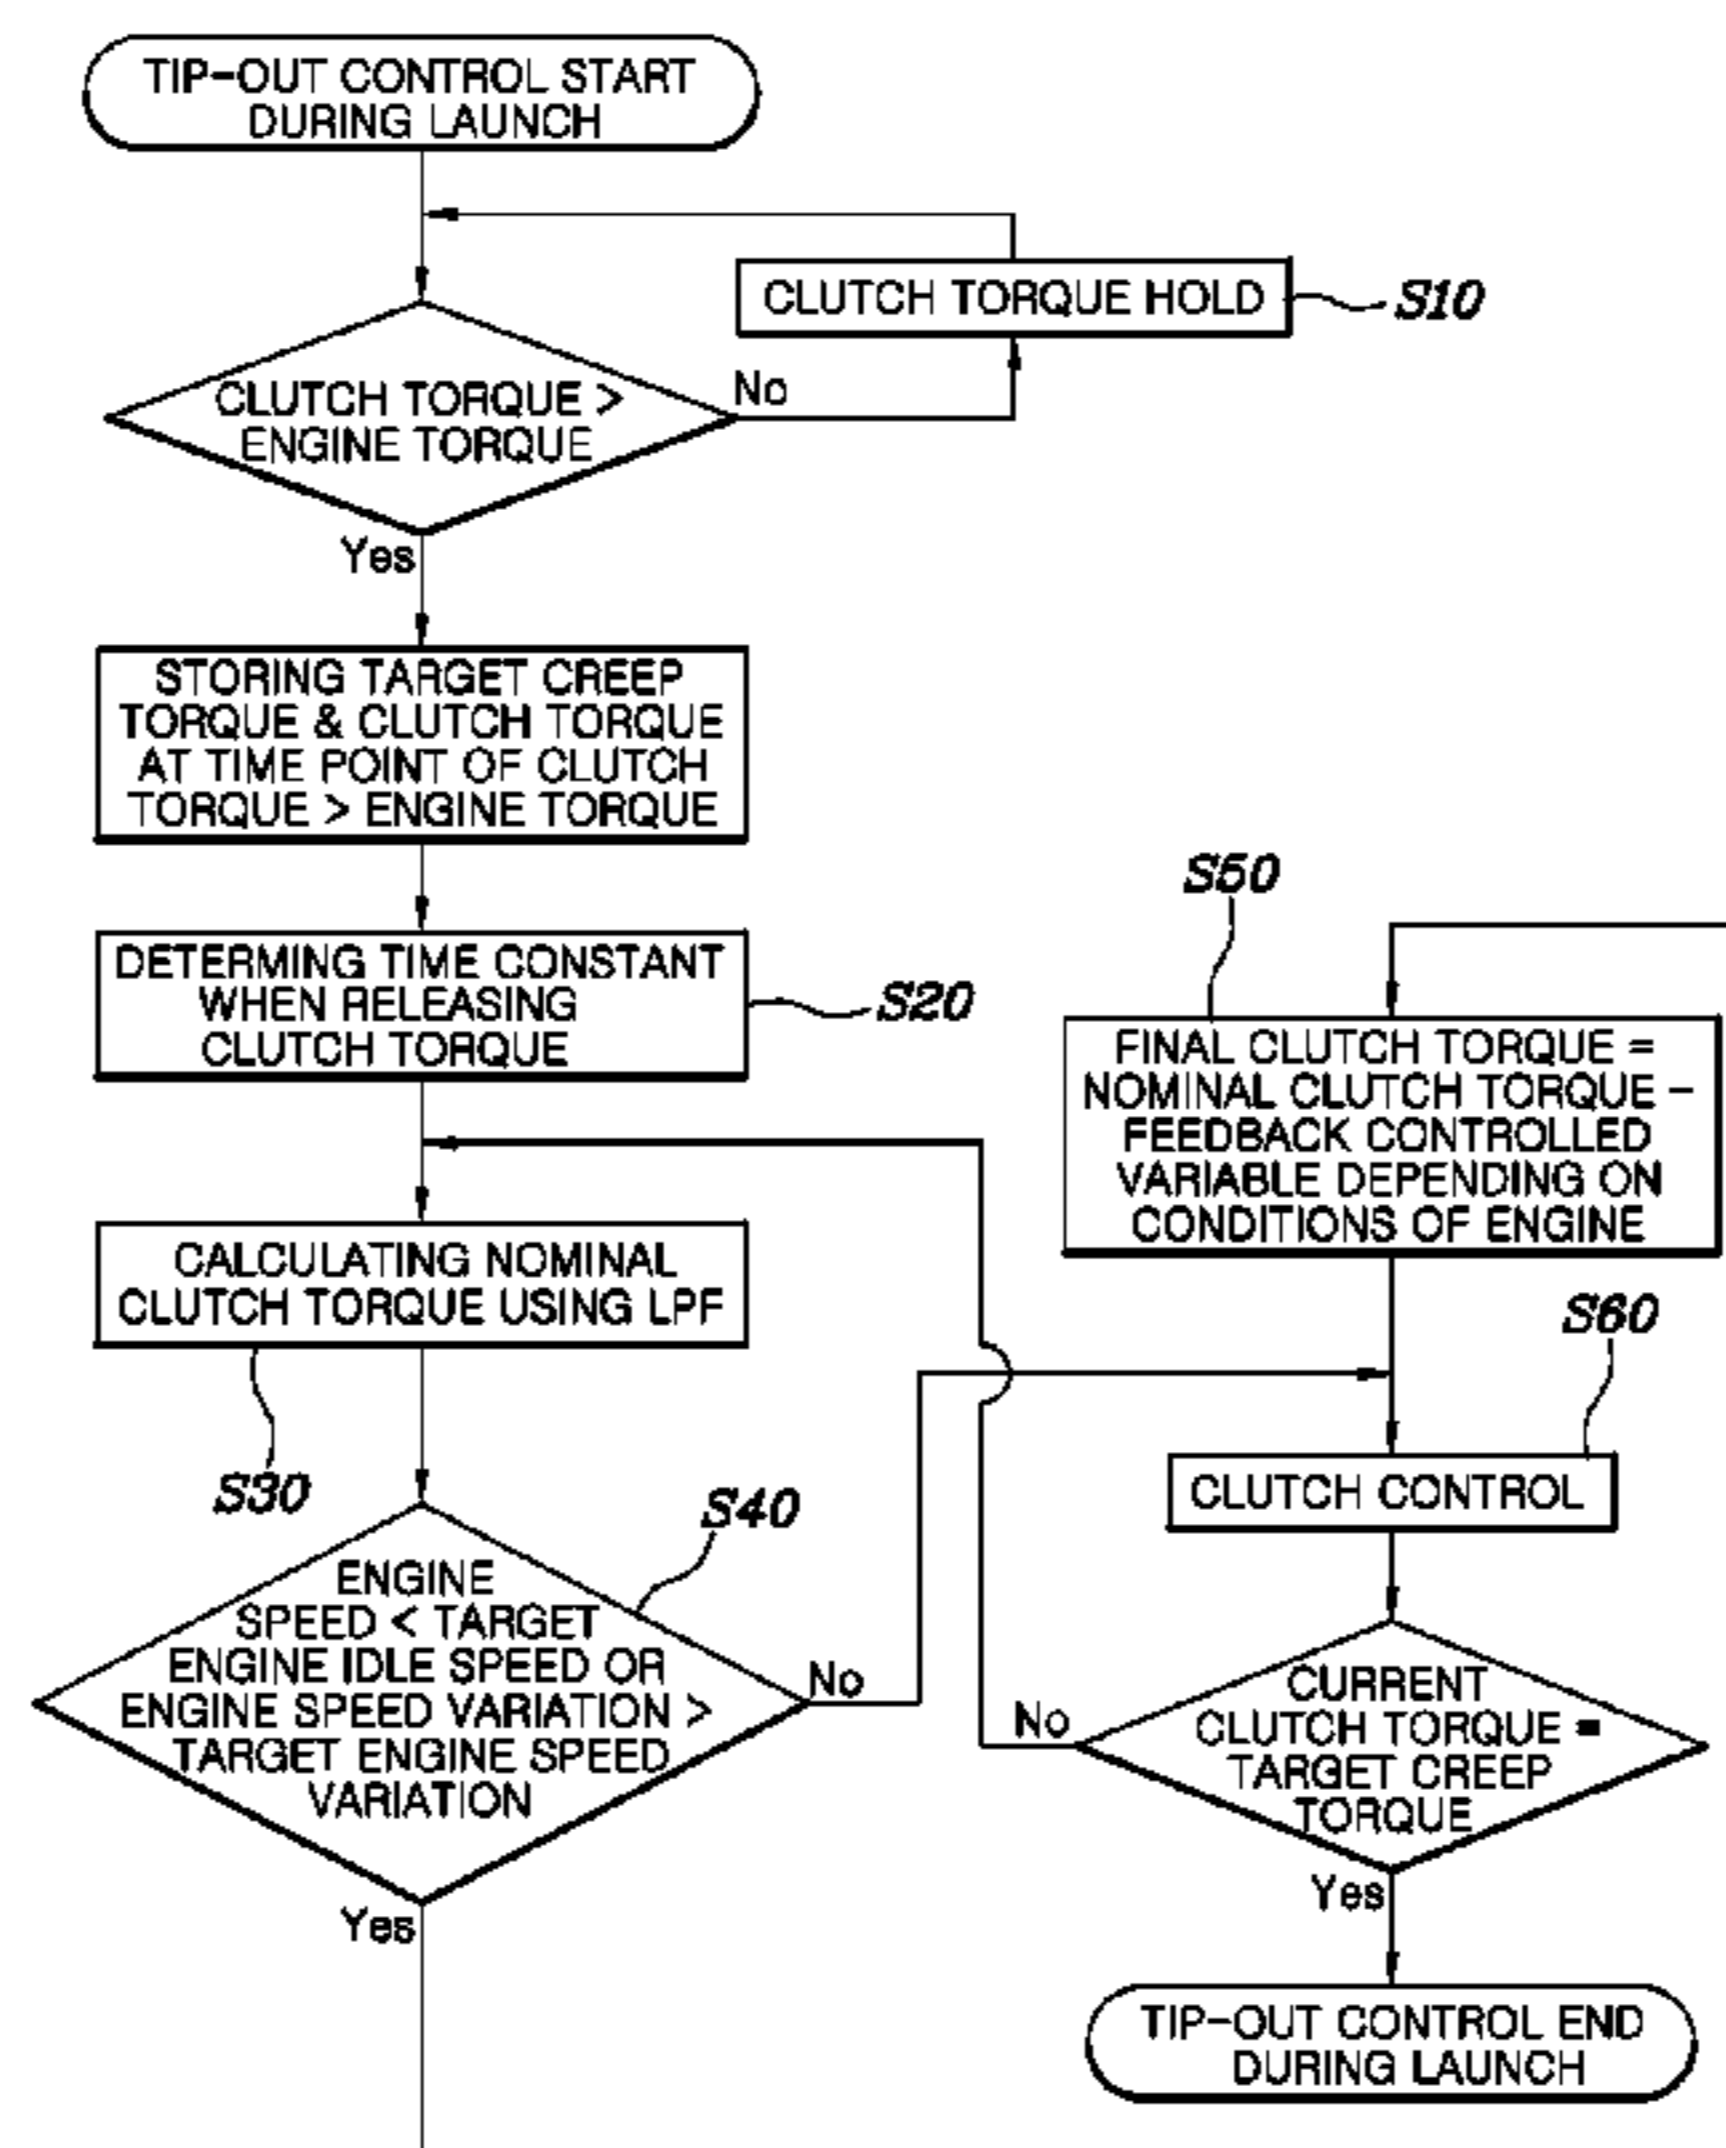 TIP-OUT CONTROL START
DURING LAUNCH
CLUTCH TORQUE HOLD
S10
CLUTCH TORQUE >
ENGINE TORQUE
No
Yes
STORING TARGET CREEP
TORQUE & CLUTCH TORQUE
AT TIME POINT OF CLUTCH
TORQUE > ENGINE TORQUE
DETERMING TIME CONSTANT
WHEN RELEASING
CLUTCH TORQUE
S20
CALCULATING NOMINAL
CLUTCH TORQUE USING LPF
S30
S40
ENGINE
SPEED < TARGET
ENGINE IDLE SPEED OR
ENGINE SPEED VARIATION >
TARGET ENGINE SPEED
VARIATION
No
Yes
S50
FINAL CLUTCH TORQUE =
NOMINAL CLUTCH TORQUE -
FEEDBACK CONTROLLED
VARIABLE DEPENDING ON
CONDITIONS OF ENGINE
S60
CLUTCH CONTROL
CURRENT
CLUTCH TORQUE =
TARGET CREEP
TORQUE
No
Yes
TIP-OUT CONTROL END
DURING LAUNCH